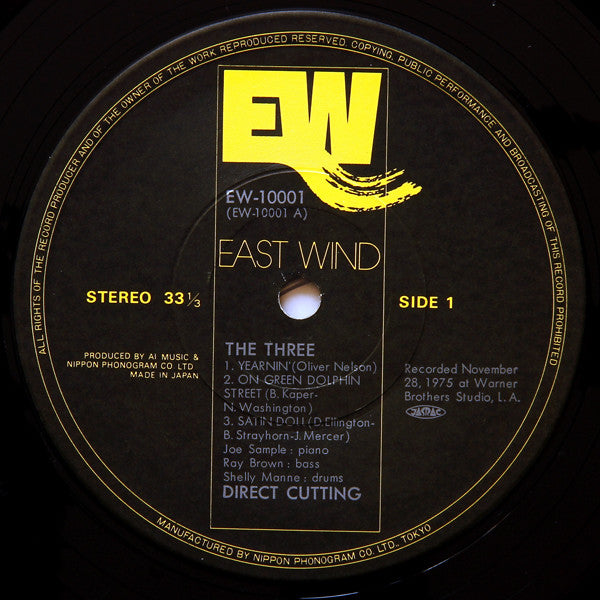 ALL RIGHTS OF THE RECORD PRODUCER AND OF THE OWNER OF THE WORK REPRODUCED RESERVED. COPYING, PUBLIC PERFORMANCE AND BROADCASTING OF THIS RECORD PROHIBITED
EW
EW-10001
(EW-10001 A)
EAST WIND
STEREO 33 1/3
SIDE 1
PRODUCED BY AI MUSIC &
NIPPON PHONOGRAM CO LTD
MADE IN JAPAN
THE THREE
1. YEARNIN' (Oliver Nelson)
2. ON GREEN DOLPHIN
STREET (B. Kaper-
N. Washington)
3. SATIN DOLL (D. Ellington-
B. Strayhorn-J. Mercer)
Joe Sample : piano
Ray Brown : bass
Shelly Manne : drums
DIRECT CUTTING
Recorded November
28, 1975 at Warner
Brothers Studio, L.A.
JASRAC
MANUFACTURED BY NIPPON PHONOGRAM CO. LTD., TOKYO